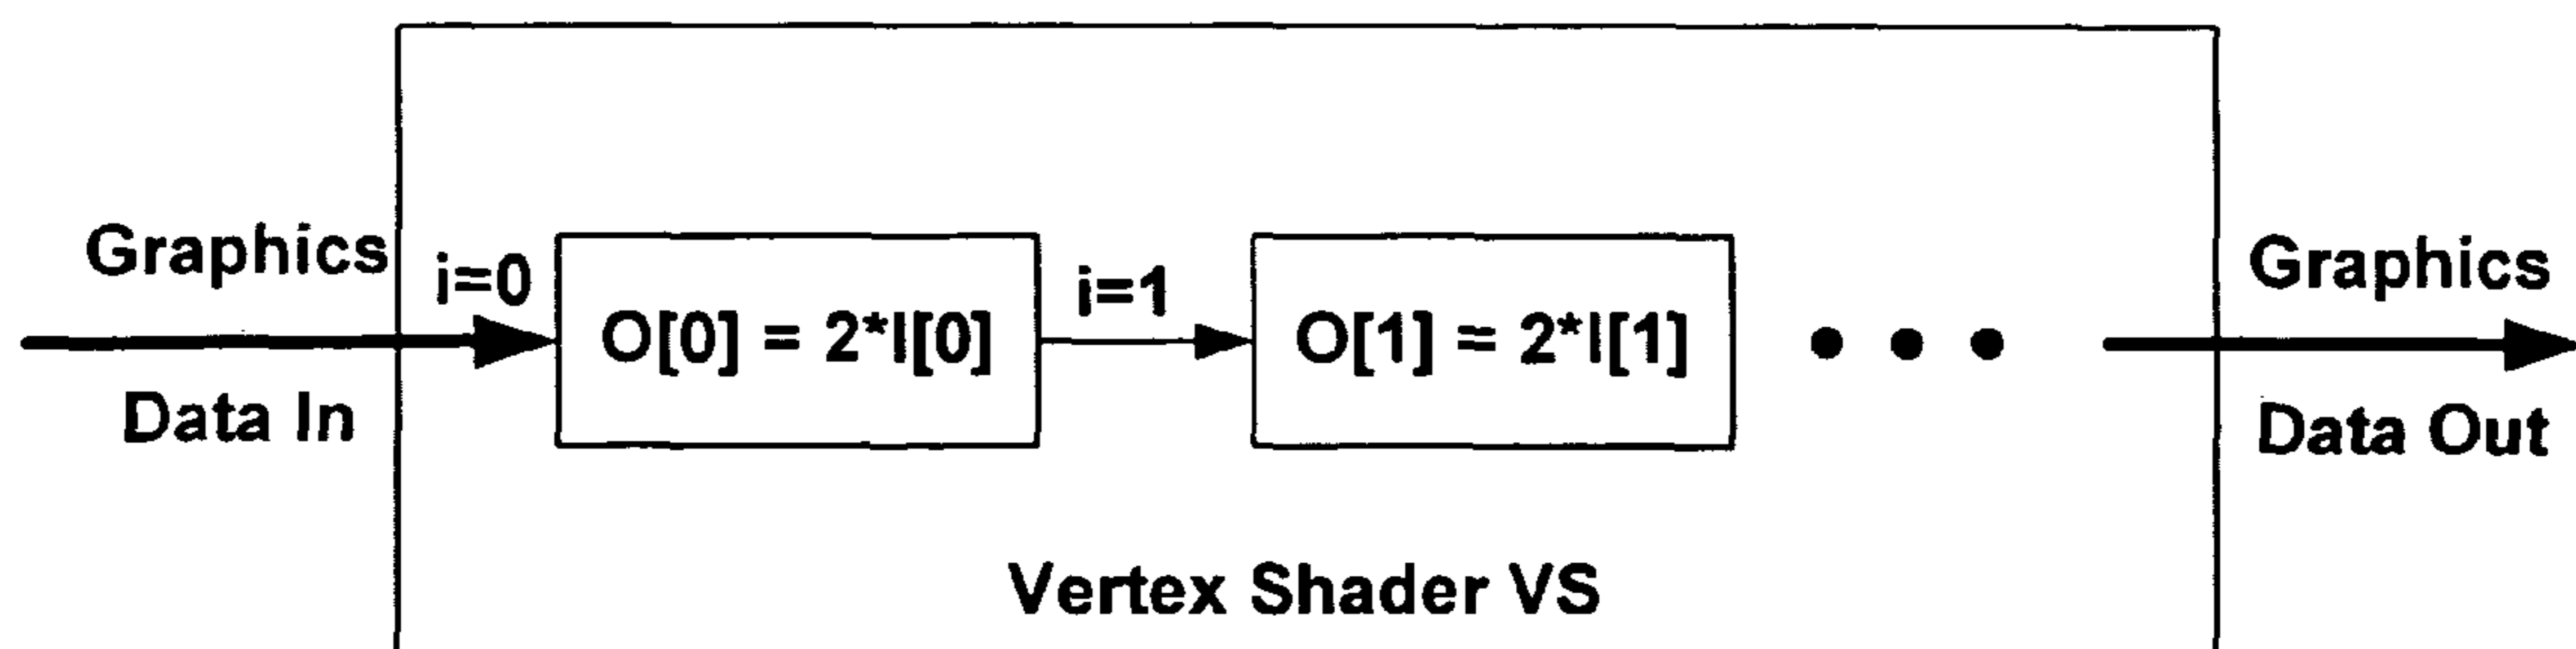 Graphics
Data In
i=0
O[0] = 2*I[0]
i=1
O[1] = 2*I[1]
• • •
Graphics
Data Out
Vertex Shader VS